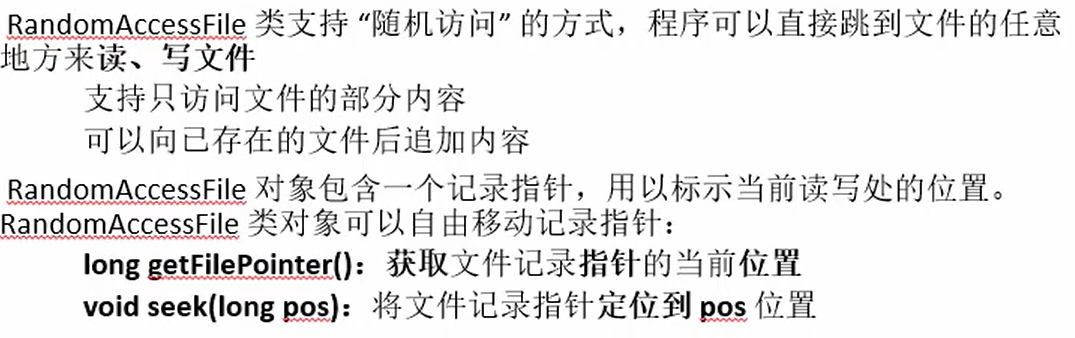 RandomAccessFile 类支持 “随机访问” 的方式，程序可以直接跳到文件的任意
地方来读、写文件
支持只访问文件的部分内容
可以向已存在的文件后追加内容
RandomAccessFile 对象包含一个记录指针，用以标示当前读写处的位置。
RandomAccessFile 类对象可以自由移动记录指针：
long getFilePointer()：获取文件记录指针的当前位置
void seek(long pos)：将文件记录指针定位到 pos 位置